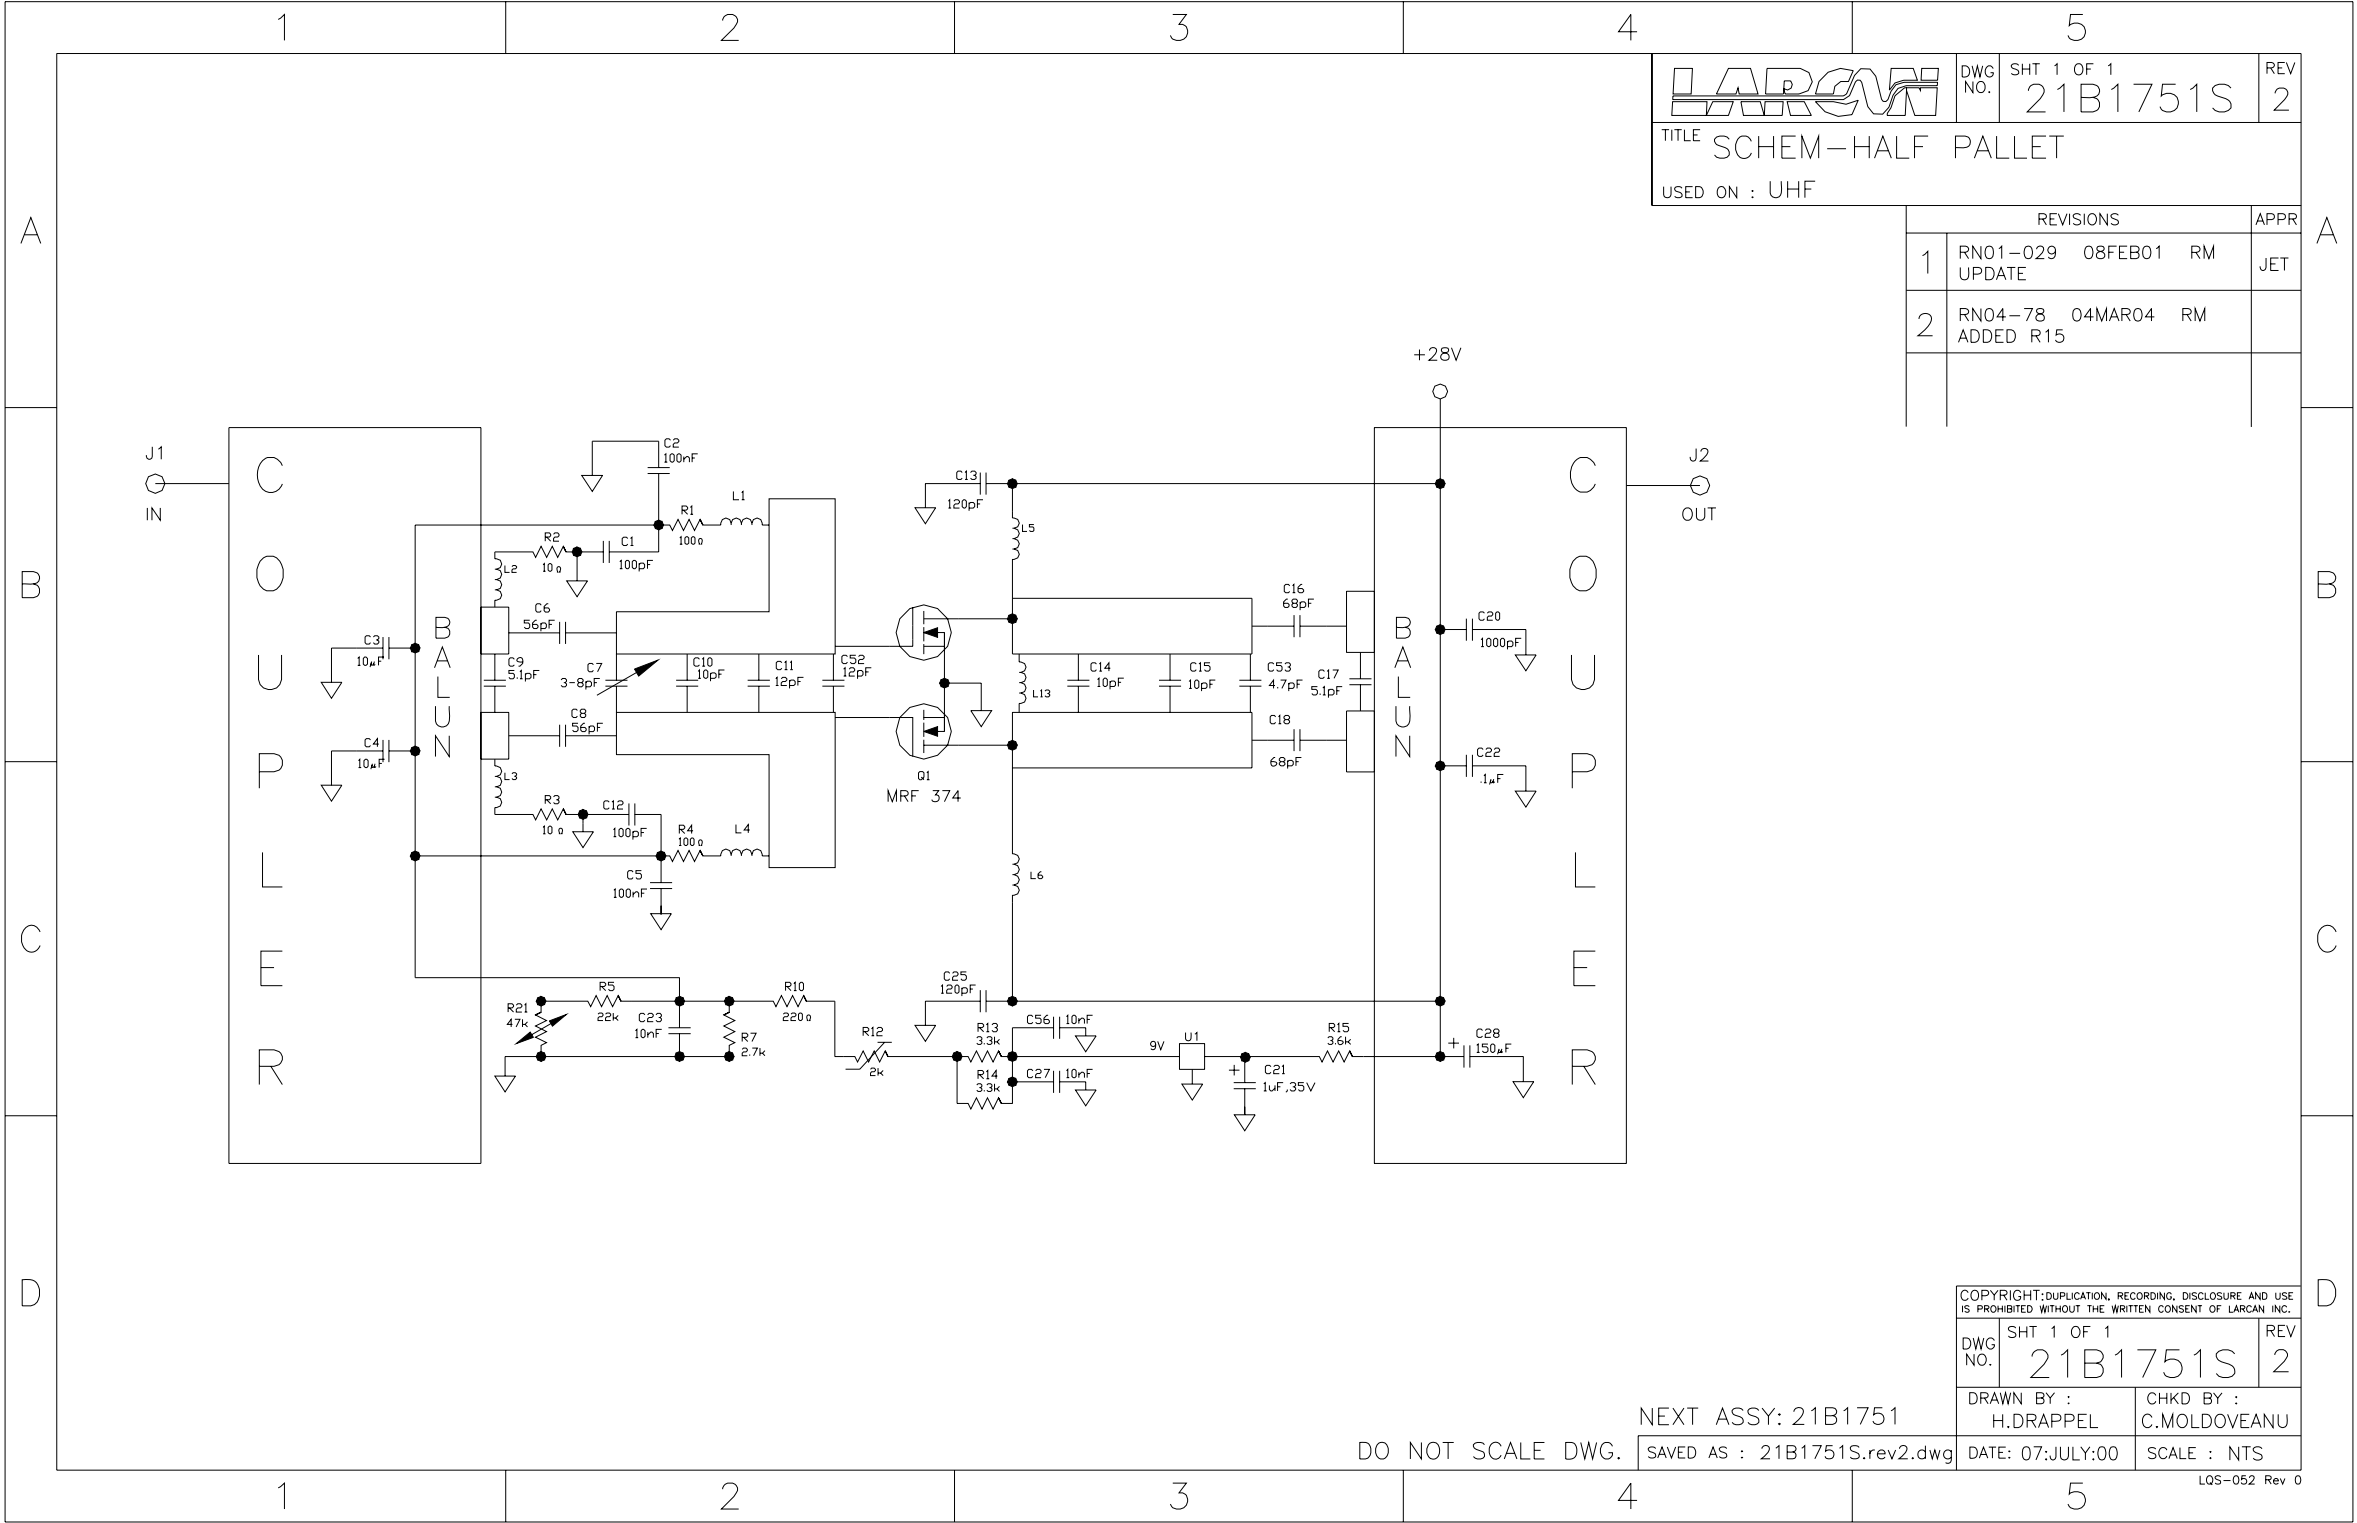 1 2 3 4 5
LARCAN
DWG NO. SHT 1 OF 1 21B1751S REV 2
TITLE SCHEM-HALF PALLET
USED ON : UHF
REVISIONS APPR
1 RN01-029 08FEB01 RM UPDATE JET
2 RN04-78 04MAR04 RM ADDED R15
A A
B B
C C
D D
+28V
J1
IN
COUPLER
BALUN
C2
100nF
L1
R1
100Ω
R2
10Ω
C1
100pF
L2
C6
56pF
C3
10µF
C9
5.1pF
C7
3-8pF
C10
10pF
C11
12pF
C52
12pF
C8
56pF
C4
10µF
L3
R3
10Ω
C12
100pF
R4
100Ω
L4
C5
100nF
Q1
MRF 374
C13
120pF
L5
C16
68pF
L13
C14
10pF
C15
10pF
C53
4.7pF
C17
5.1pF
C18
68pF
L6
BALUN
COUPLER
J2
OUT
C20
1000pF
C22
.1µF
C25
120pF
R21
47k
R5
22k
C23
10nF
R7
2.7k
R10
220Ω
R12
2k
R13
3.3k
R14
3.3k
C56 10nF
C27 10nF
9V
U1
+
C21
1uF,35V
R15
3.6k
+
C28
150µF
COPYRIGHT:DUPLICATION, RECORDING, DISCLOSURE AND USE
IS PROHIBITED WITHOUT THE WRITTEN CONSENT OF LARCAN INC.
DWG NO. SHT 1 OF 1 21B1751S REV 2
DRAWN BY : H.DRAPPEL CHKD BY : C.MOLDOVEANU
NEXT ASSY: 21B1751
DO NOT SCALE DWG. SAVED AS : 21B1751S.rev2.dwg DATE: 07:JULY:00 SCALE : NTS
LQS-052 Rev 0
1 2 3 4 5